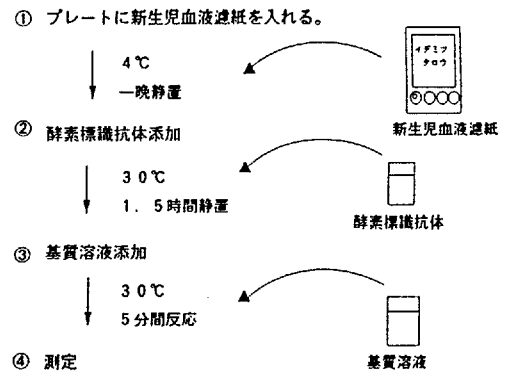 ① プレートに新生児血液濾紙を入れる。
4℃
一晩静置
イデミツ
タロウ
新生児血液濾紙
② 酵素標識抗体添加
30℃
1.5時間静置
酵素標識抗体
③ 基質溶液添加
30℃
5分間反応
基質溶液
④ 測定